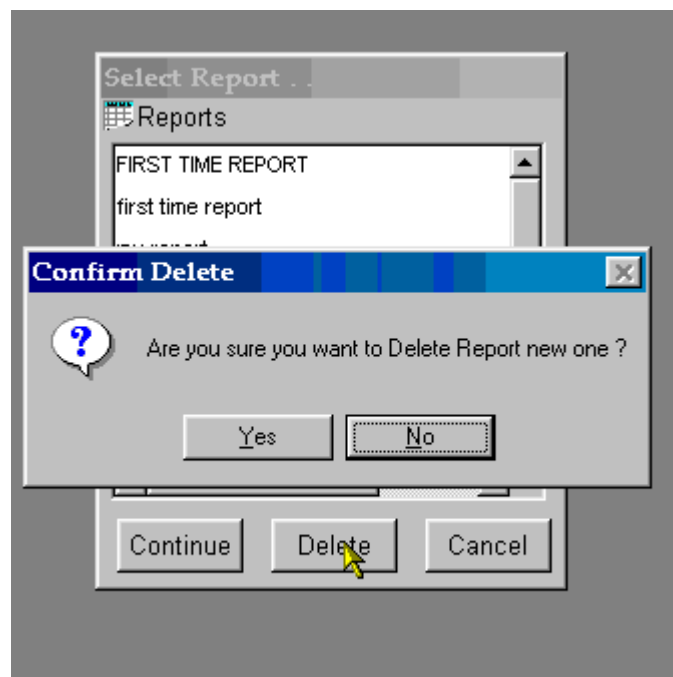 Select Report . .
Reports
FIRST TIME REPORT
first time report
Confirm Delete
Are you sure you want to Delete Report new one ?
Yes No
Continue Delete Cancel